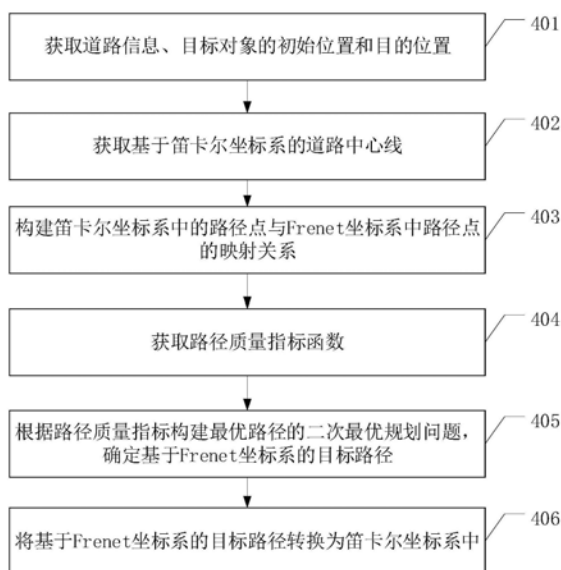 获取道路信息、目标对象的初始位置和目的位置
401
获取基于笛卡尔坐标系的道路中心线
402
构建笛卡尔坐标系中的路径点与Frenet坐标系中路径点
的映射关系
403
获取路径质量指标函数
404
根据路径质量指标构建最优路径的二次最优规划问题，
确定基于Frenet坐标系的目标路径
405
将基于Frenet坐标系的目标路径转换为笛卡尔坐标系中
406